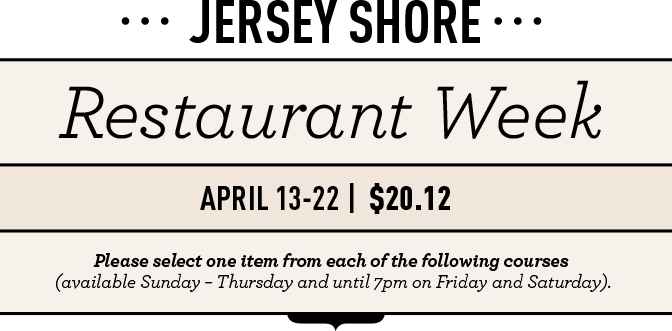 ... JERSEY SHORE ...
Restaurant Week
APRIL 13-22 | $20.12
Please select one item from each of the following courses
(available Sunday – Thursday and until 7pm on Friday and Saturday).